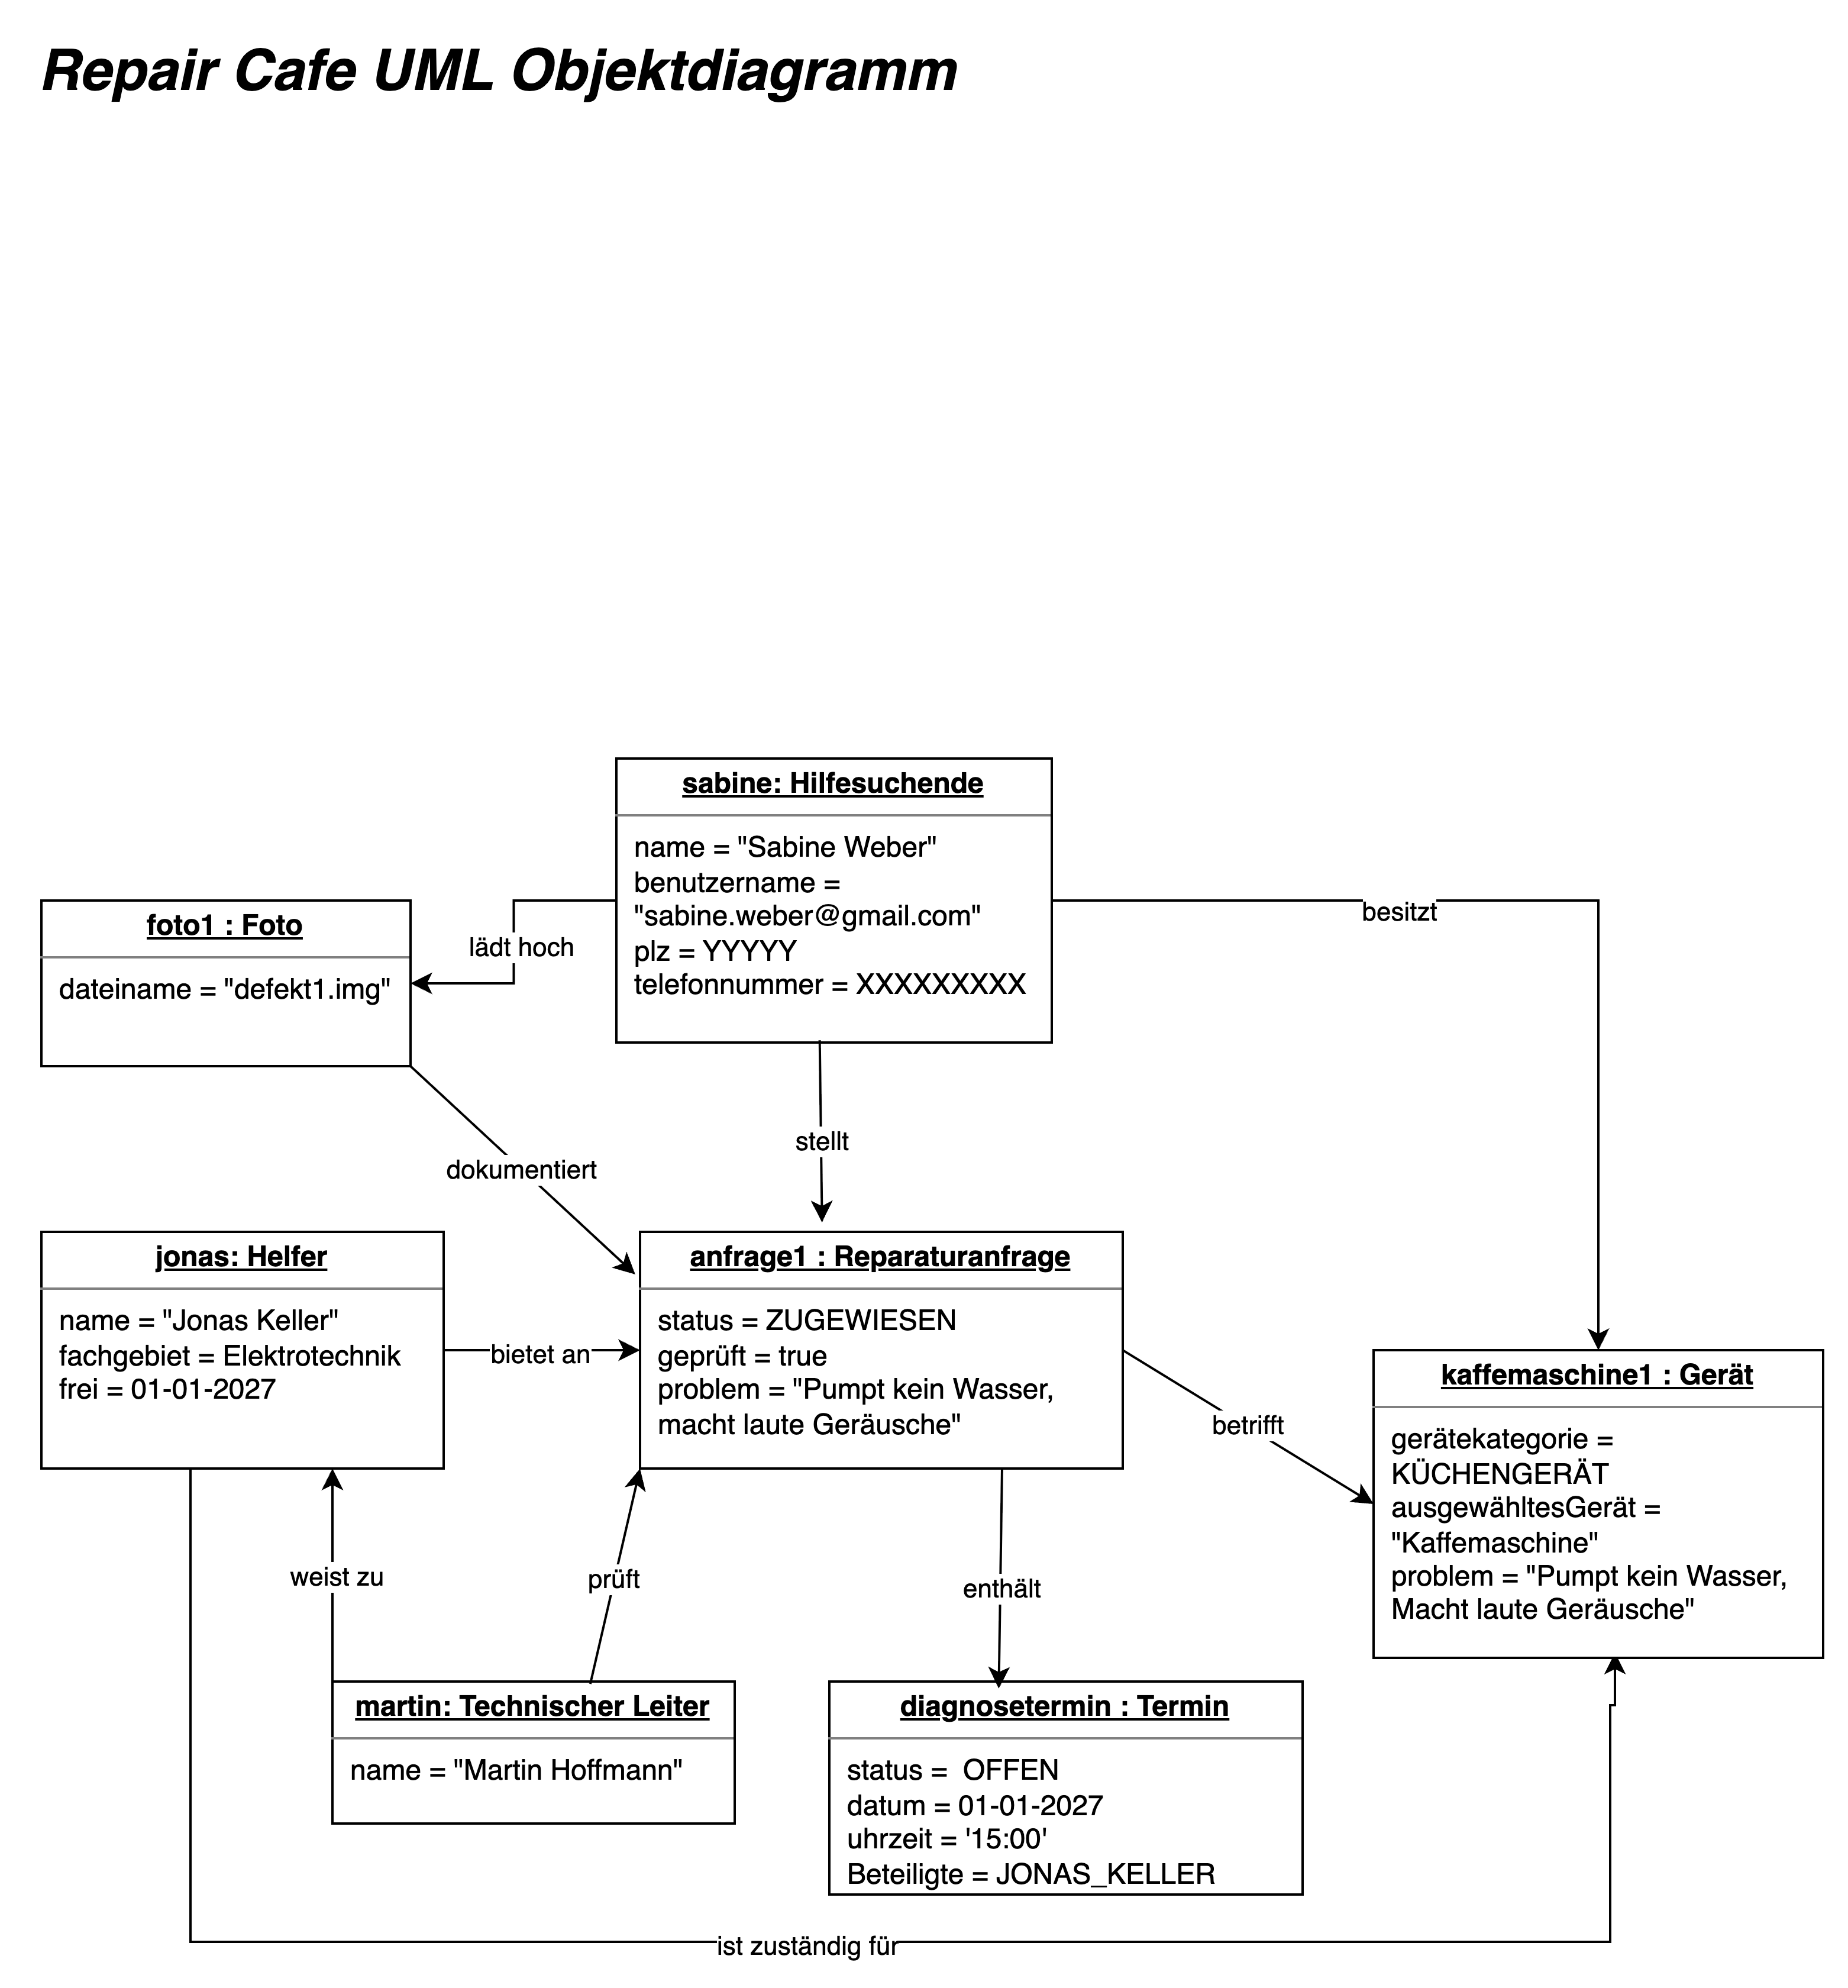 Repair Cafe UML Objektdiagramm
sabine: Hilfesuchende
name = "Sabine Weber"
benutzername =
"sabine.weber@gmail.com"
plz = YYYYY
telefonnummer = XXXXXXXXX
besitzt
foto1 : Foto
dateiname = "defekt1.img"
lädt hoch
stellt
dokumentiert
jonas: Helfer
name = "Jonas Keller"
fachgebiet = Elektrotechnik
frei = 01-01-2027
bietet an
anfrage1 : Reparaturanfrage
status = ZUGEWIESEN
geprüft = true
problem = "Pumpt kein Wasser,
macht laute Geräusche"
betrifft
kaffemaschine1 : Gerät
gerätekategorie =
KÜCHENGERÄT
ausgewähltesGerät =
"Kaffemaschine"
problem = "Pumpt kein Wasser,
Macht laute Geräusche"
weist zu
prüft
enthält
martin: Technischer Leiter
name = "Martin Hoffmann"
diagnosetermin : Termin
status =  OFFEN
datum = 01-01-2027
uhrzeit = '15:00'
Beteiligte = JONAS_KELLER
ist zuständig für